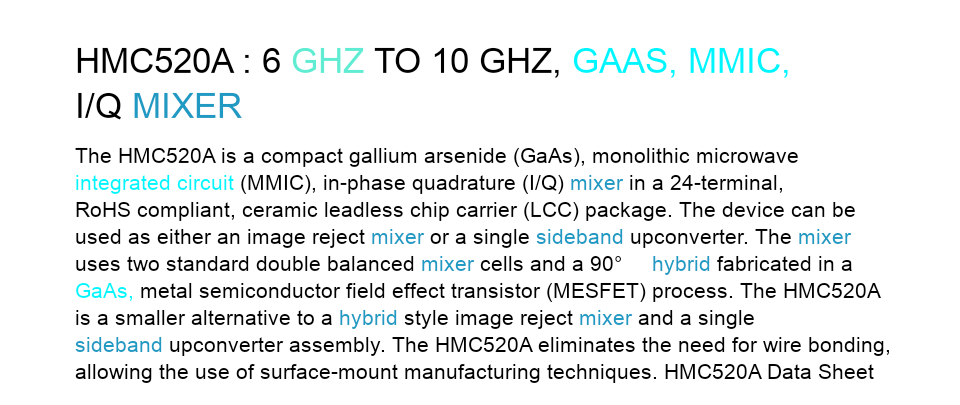 HMC520A : 6 GHZ TO 10 GHZ, GAAS, MMIC,
I/Q MIXER
The HMC520A is a compact gallium arsenide (GaAs), monolithic microwave
integrated circuit (MMIC), in-phase quadrature (I/Q) mixer in a 24-terminal,
RoHS compliant, ceramic leadless chip carrier (LCC) package. The device can be
used as either an image reject mixer or a single sideband upconverter. The mixer
uses two standard double balanced mixer cells and a 90° hybrid fabricated in a
GaAs, metal semiconductor field effect transistor (MESFET) process. The HMC520A
is a smaller alternative to a hybrid style image reject mixer and a single
sideband upconverter assembly. The HMC520A eliminates the need for wire bonding,
allowing the use of surface-mount manufacturing techniques. HMC520A Data Sheet